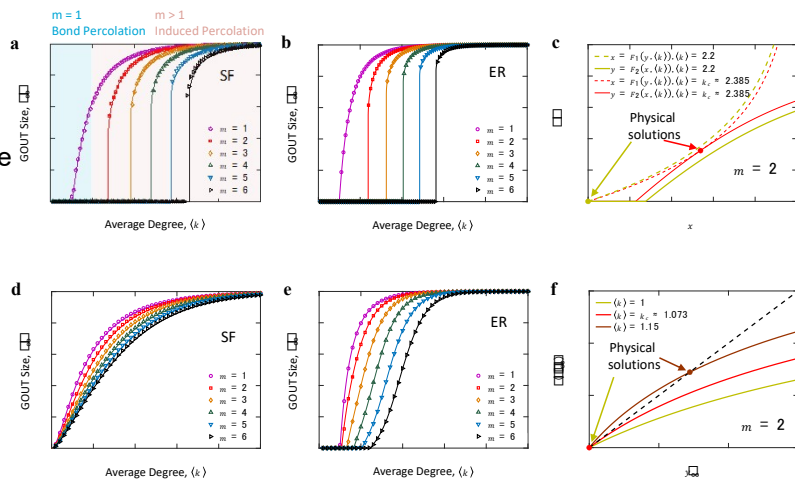 m = 1
Bond Percolation
m > 1
Induced Percolation
a
SF
GOUT Size,
m = 1
m = 2
m = 3
m = 4
m = 5
m = 6
Average Degree, ⟨k⟩
b
ER
GOUT Size,
m = 1
m = 2
m = 3
m = 4
m = 5
m = 6
Average Degree, ⟨k⟩
c
x = F1(y,⟨k⟩),⟨k⟩ = 2.2
y = F2(x,⟨k⟩),⟨k⟩ = 2.2
x = F1(y,⟨k⟩),⟨k⟩ = kc ≈ 2.385
y = F2(x,⟨k⟩),⟨k⟩ = kc ≈ 2.385
Physical
solutions
m = 2
x
e
d
SF
GOUT Size,
m = 1
m = 2
m = 3
m = 4
m = 5
m = 6
Average Degree, ⟨k⟩
e
ER
GOUT Size,
m = 1
m = 2
m = 3
m = 4
m = 5
m = 6
Average Degree, ⟨k⟩
f
⟨k⟩ = 1
⟨k⟩ = kc ≈ 1.073
⟨k⟩ = 1.15
Physical
solutions
m = 2